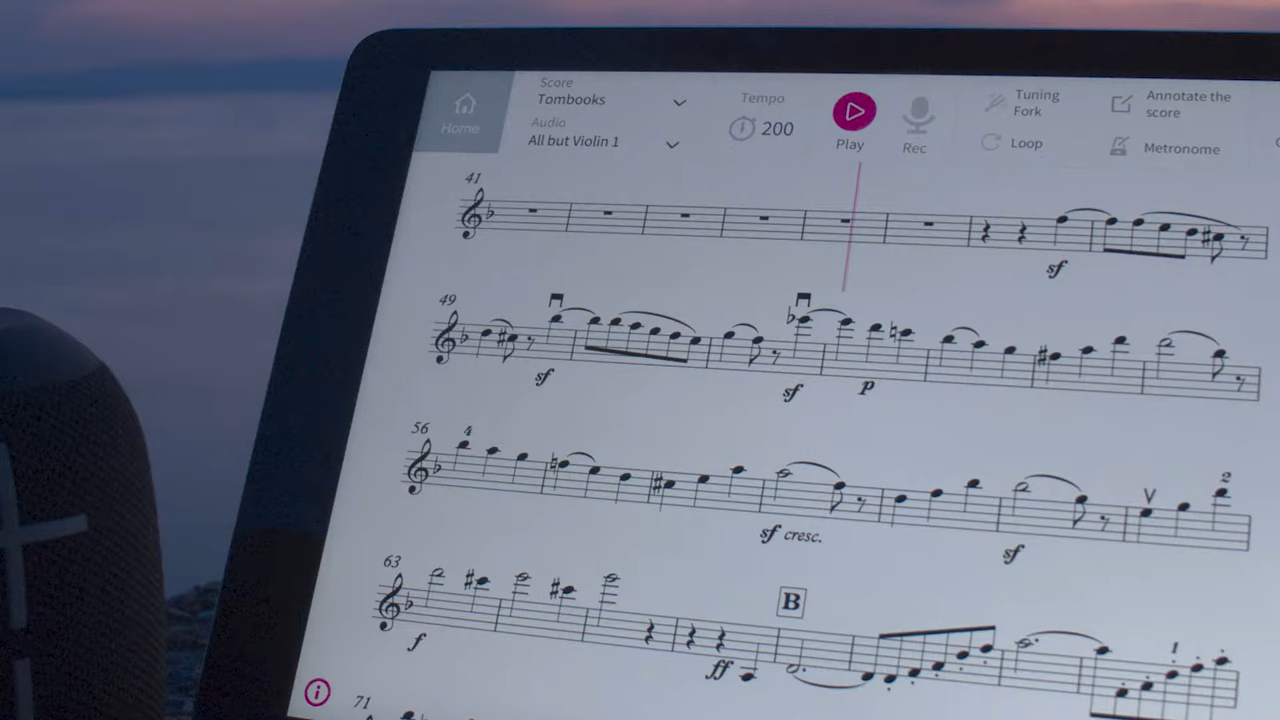 Home
Score
Tombooks
Audio
All but Violin 1
Tempo
200
Play
Rec
Tuning
Fork
Loop
Annotate the
score
Metronome
41
sf
49
sf
sf
p
56
4
2
sf cresc.
sf
63
f
B
ff
1
71